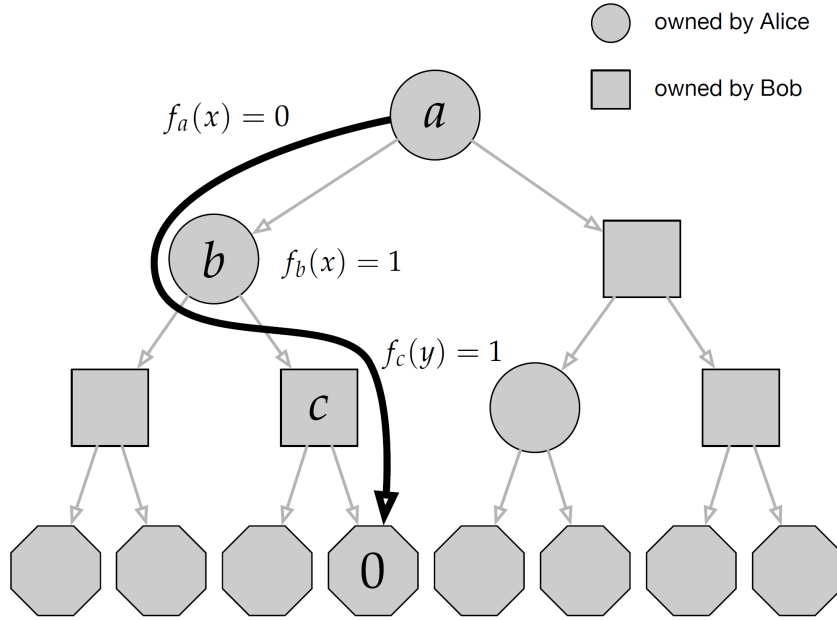 owned by Alice
owned by Bob
f_a(x) = 0
a
b
f_b(x) = 1
f_c(y) = 1
c
0